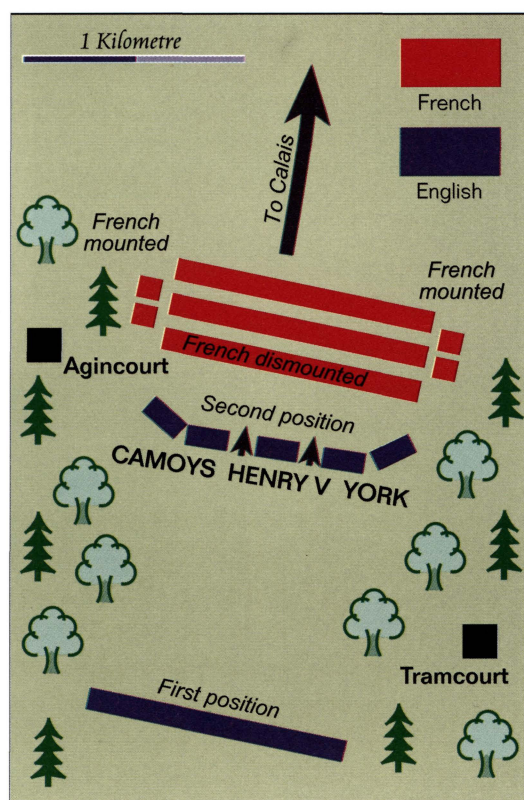 1 Kilometre
French
English
To Calais
French
mounted
French
mounted
French dismounted
Agincourt
Second position
CAMOYS HENRY V YORK
Tramcourt
First position